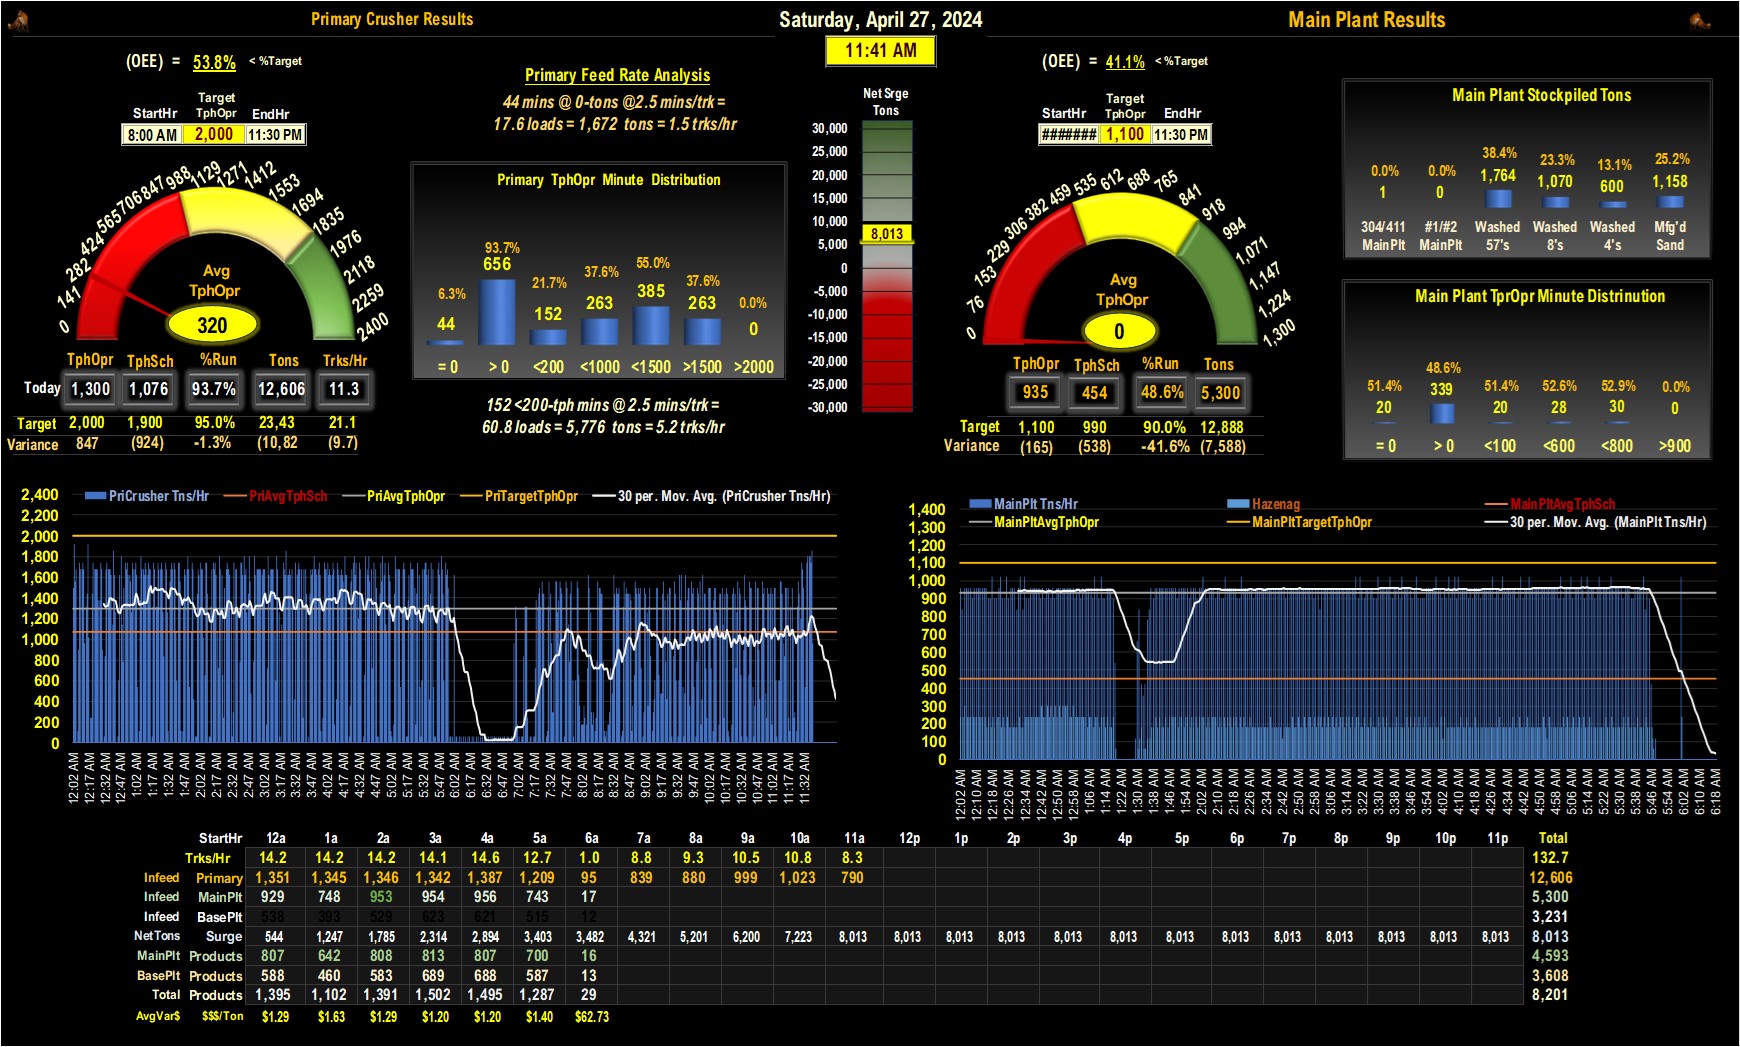 Primary Crusher Results
Saturday, April 27, 2024
Main Plant Results
11:41 AM
(OEE) = 53.8% < %Target
StartHr Target TphOpr EndHr
8:00 AM 2,000 11:30 PM
0 141 282 424 565 706 847 988 1129 1271 1412 1553 1694 1835 1976 2118 2259 2400
Avg
TphOpr
320
TphOpr TphSch %Run Tons Trks/Hr
Today 1,300 1,076 93.7% 12,606 11.3
Target 2,000 1,900 95.0% 23,43 21.1
Variance 847 (924) -1.3% (10,82 (9.7)
Primary Feed Rate Analysis
44 mins @ 0-tons @2.5 mins/trk =
17.6 loads = 1,672 tons = 1.5 trks/hr
Primary TphOpr Minute Distribution
6.3% 93.7% 21.7% 37.6% 55.0% 37.6% 0.0%
44 656 152 263 385 263 0
= 0 > 0 <200 <1000 <1500 >1500 >2000
152 <200-tph mins @ 2.5 mins/trk =
60.8 loads = 5,776 tons = 5.2 trks/hr
Net Srge
Tons
30,000
25,000
20,000
15,000
10,000
8,013
5,000
0
-5,000
-10,000
-15,000
-20,000
-25,000
-30,000
(OEE) = 41.1% < %Target
StartHr Target TphOpr EndHr
####### 1,100 11:30 PM
0 76 153 229 306 382 459 535 612 688 765 841 918 994 1,071 1,147 1,224 1,300
Avg
TphOpr
0
TphOpr TphSch %Run Tons
935 454 48.6% 5,300
Target 1,100 990 90.0% 12,888
Variance (165) (538) -41.6% (7,588)
Main Plant Stockpiled Tons
0.0% 0.0% 38.4% 23.3% 13.1% 25.2%
1 0 1,764 1,070 600 1,158
304/411 #1/#2 Washed Washed Washed Mfg'd
MainPlt MainPlt 57's 8's 4's Sand
Main Plant TprOpr Minute Distrinution
51.4% 48.6% 51.4% 52.6% 52.9% 0.0%
20 339 20 28 30 0
= 0 > 0 <100 <600 <800 >900
PriCrusher Tns/Hr PriAvgTphSch PriAvgTphOpr PriTargetTphOpr 30 per. Mov. Avg. (PriCrusher Tns/Hr)
2,400
2,200
2,000
1,800
1,600
1,400
1,200
1,000
800
600
400
200
0
12:02 AM 12:17 AM 12:32 AM 12:47 AM 1:02 AM 1:17 AM 1:32 AM 1:47 AM 2:02 AM 2:17 AM 2:32 AM 2:47 AM 3:02 AM 3:17 AM 3:32 AM 3:47 AM 4:02 AM 4:17 AM 4:32 AM 4:47 AM 5:02 AM 5:17 AM 5:32 AM 5:47 AM 6:02 AM 6:17 AM 6:32 AM 6:47 AM 7:02 AM 7:17 AM 7:32 AM 7:47 AM 8:02 AM 8:17 AM 8:32 AM 8:47 AM 9:02 AM 9:17 AM 9:32 AM 9:47 AM 10:02 AM 10:17 AM 10:32 AM 10:47 AM 11:02 AM 11:17 AM 11:32 AM
MainPlt Tns/Hr Hazenag MainPltAvgTphSch
MainPltAvgTphOpr MainPltTargetTphOpr 30 per. Mov. Avg. (MainPlt Tns/Hr)
1,400
1,300
1,200
1,100
1,000
900
800
700
600
500
400
300
200
100
0
12:02 AM 12:10 AM 12:18 AM 12:26 AM 12:34 AM 12:42 AM 12:50 AM 12:58 AM 1:06 AM 1:14 AM 1:22 AM 1:30 AM 1:38 AM 1:46 AM 1:54 AM 2:02 AM 2:10 AM 2:18 AM 2:26 AM 2:34 AM 2:42 AM 2:50 AM 2:58 AM 3:06 AM 3:14 AM 3:22 AM 3:30 AM 3:38 AM 3:46 AM 3:54 AM 4:02 AM 4:10 AM 4:18 AM 4:26 AM 4:34 AM 4:42 AM 4:50 AM 4:58 AM 5:06 AM 5:14 AM 5:22 AM 5:30 AM 5:38 AM 5:46 AM 5:54 AM 6:02 AM 6:10 AM 6:18 AM
StartHr 12a 1a 2a 3a 4a 5a 6a 7a 8a 9a 10a 11a 12p 1p 2p 3p 4p 5p 6p 7p 8p 9p 10p 11p Total
Trks/Hr 14.2 14.2 14.2 14.1 14.6 12.7 1.0 8.8 9.3 10.5 10.8 8.3 132.7
Infeed Primary 1,351 1,345 1,346 1,342 1,387 1,209 95 839 880 999 1,023 790 12,606
Infeed MainPlt 929 748 953 954 956 743 17 5,300
Infeed BasePlt 538 393 529 623 621 515 12 3,231
NetTons Surge 544 1,247 1,785 2,314 2,894 3,403 3,482 4,321 5,201 6,200 7,223 8,013 8,013 8,013 8,013 8,013 8,013 8,013 8,013 8,013 8,013 8,013 8,013 8,013 8,013
MainPlt Products 807 642 808 813 807 700 16 4,593
BasePlt Products 588 460 583 689 688 587 13 3,608
Total Products 1,395 1,102 1,391 1,502 1,495 1,287 29 8,201
AvgVar$ $$$/Ton $1.29 $1.63 $1.29 $1.20 $1.20 $1.40 $62.73